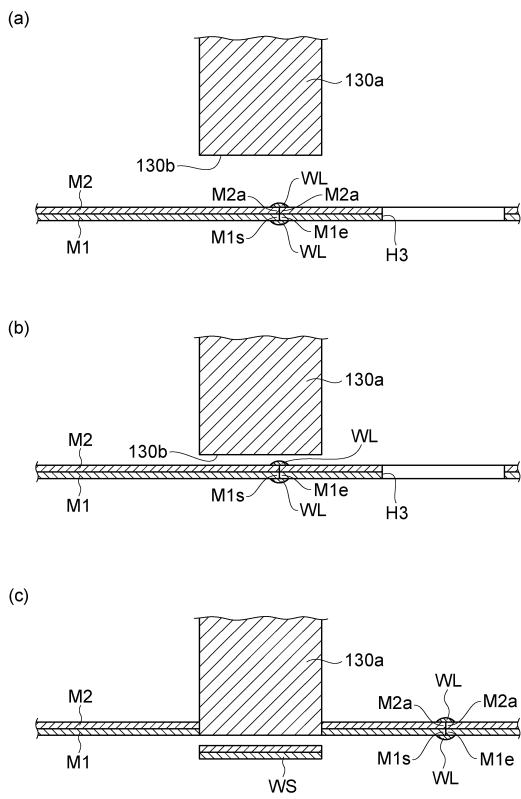 (a)
130a
130b
M2 M2a WL M2a
M1 M1s WL M1e H3
(b)
130a
130b WL
M2
M1 M1s WL M1e H3
(c)
130a
M2 M2a WL M2a
M1 M1s WL M1e
WS